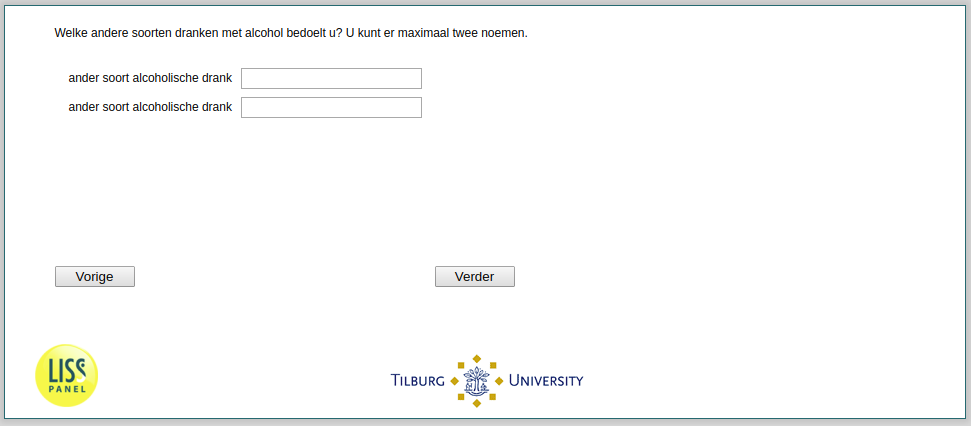 Welke andere soorten dranken met alcohol bedoelt u? U kunt er maximaal twee noemen.
ander soort alcoholische drank
ander soort alcoholische drank
Vorige
Verder
LISS
PANEL
TILBURG UNIVERSITY